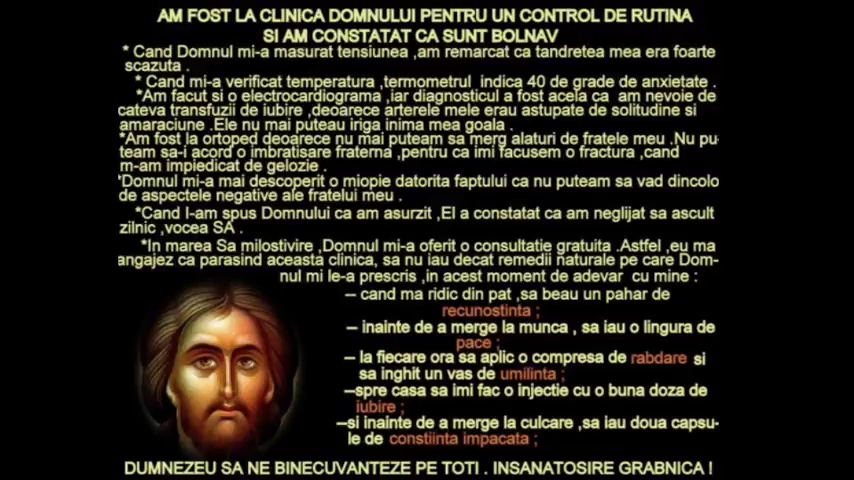 AM FOST LA CLINICA DOMNULUI PENTRU UN CONTROL DE RUTINA
SI AM CONSTATAT CA SUNT BOLNAV
* Cand Domnul mi-a masurat tensiunea ,am remarcat ca tandretea mea era foarte
scazuta .
* Cand mi-a verificat temperatura ,termometrul indica 40 de grade de anxietate .
*Am facut si o electrocardiograma ,iar diagnosticul a fost acela ca am nevoie de
cateva transfuzii de iubire ,deoarece arterele mele erau astupate de solitudine si
amaraciune .Ele nu mai puteau iriga inima mea goala .
*Am fost la ortoped deoarece nu mai puteam sa merg alaturi de fratele meu .Nu pu-
team sa-i acord o imbratisare fraterna ,pentru ca imi facusem o fractura ,cand
m-am impiedicat de gelozie .
*Domnul mi-a mai descoperit o miopie datorita faptului ca nu puteam sa vad dincolo
de aspectele negative ale fratelui meu .
*Cand l-am spus Domnului ca am asurzit ,El a constatat ca am neglijat sa ascult
zilnic ,vocea SA .
*In marea Sa milostivire ,Domnul mi-a oferit o consultatie gratuita .Astfel ,eu ma
angajez ca parasind aceasta clinica, sa nu iau decat remedii naturale pe care Dom-
nul mi le-a prescris ,in acest moment de adevar cu mine :
-- cand ma ridic din pat ,sa beau un pahar de
recunostinta ;
-- inainte de a merge la munca , sa iau o lingura de
pace ;
-- la fiecare ora sa aplic o compresa de rabdare si
sa inghit un vas de umilinta ;
--spre casa sa imi fac o injectie cu o buna doza de
iubire ;
--si inainte de a merge la culcare ,sa iau doua capsu-
le de constiinta impacata ;
DUMNEZEU SA NE BINECUVANTEZE PE TOTI . INSANATOSIRE GRABNICA !